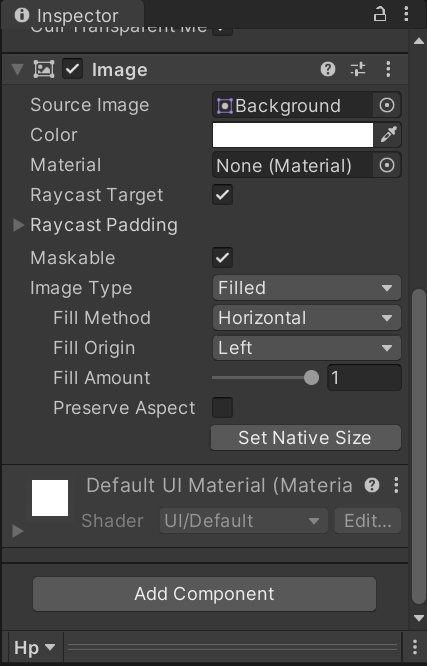 Inspector
Cull Transparent Me
Image
Source Image Background
Color
Material None (Material)
Raycast Target
Raycast Padding
Maskable
Image Type Filled
Fill Method Horizontal
Fill Origin Left
Fill Amount 1
Preserve Aspect
Set Native Size
Default UI Material (Materia
Shader UI/Default Edit...
Add Component
Hp